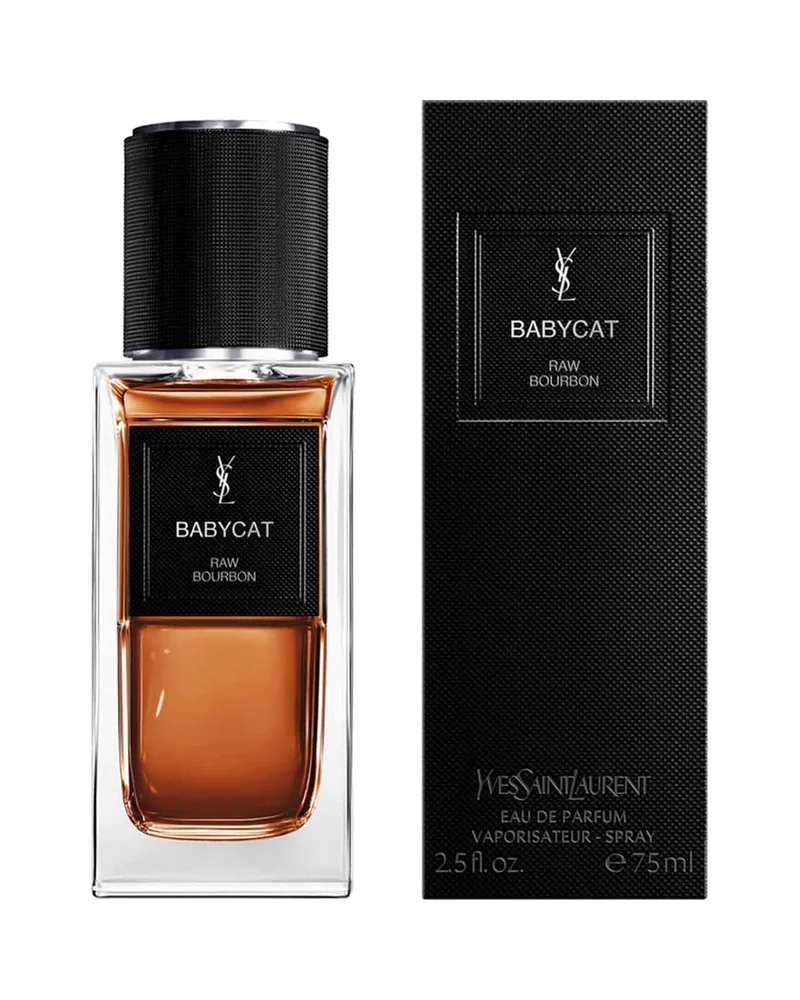 YSL
BABYCAT
RAW
BOURBON
YSL
BABYCAT
RAW
BOURBON
YVESSAINTLAURENT
EAU DE PARFUM
VAPORISATEUR - SPRAY
2.5 fl. oz. ℮ 75 ml